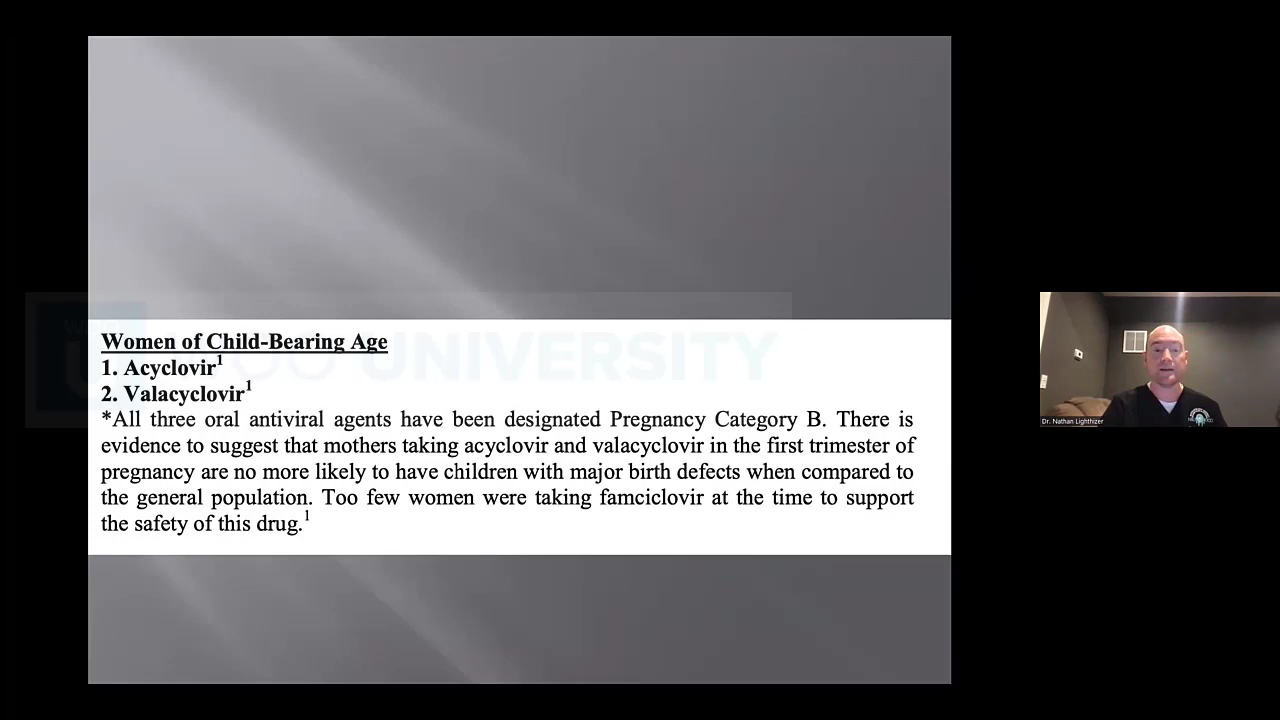 Women of Child-Bearing Age
1. Acyclovir1
2. Valacyclovir1
*All three oral antiviral agents have been designated Pregnancy Category B. There is
evidence to suggest that mothers taking acyclovir and valacyclovir in the first trimester of
pregnancy are no more likely to have children with major birth defects when compared to
the general population. Too few women were taking famciclovir at the time to support
the safety of this drug.1
UNIVERSITY
Dr. Nathan Lighthizer